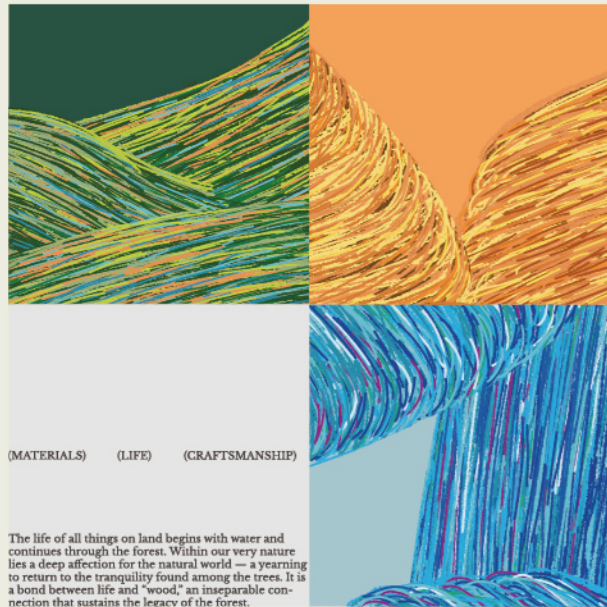 (MATERIALS) (LIFE) (CRAFTSMANSHIP)
The life of all things on land begins with water and
continues through the forest. Within our very nature
lies a deep affection for the natural world — a yearning
to return to the tranquility found among the trees. It is
a bond between life and “wood,” an inseparable con-
nection that sustains the legacy of the forest.